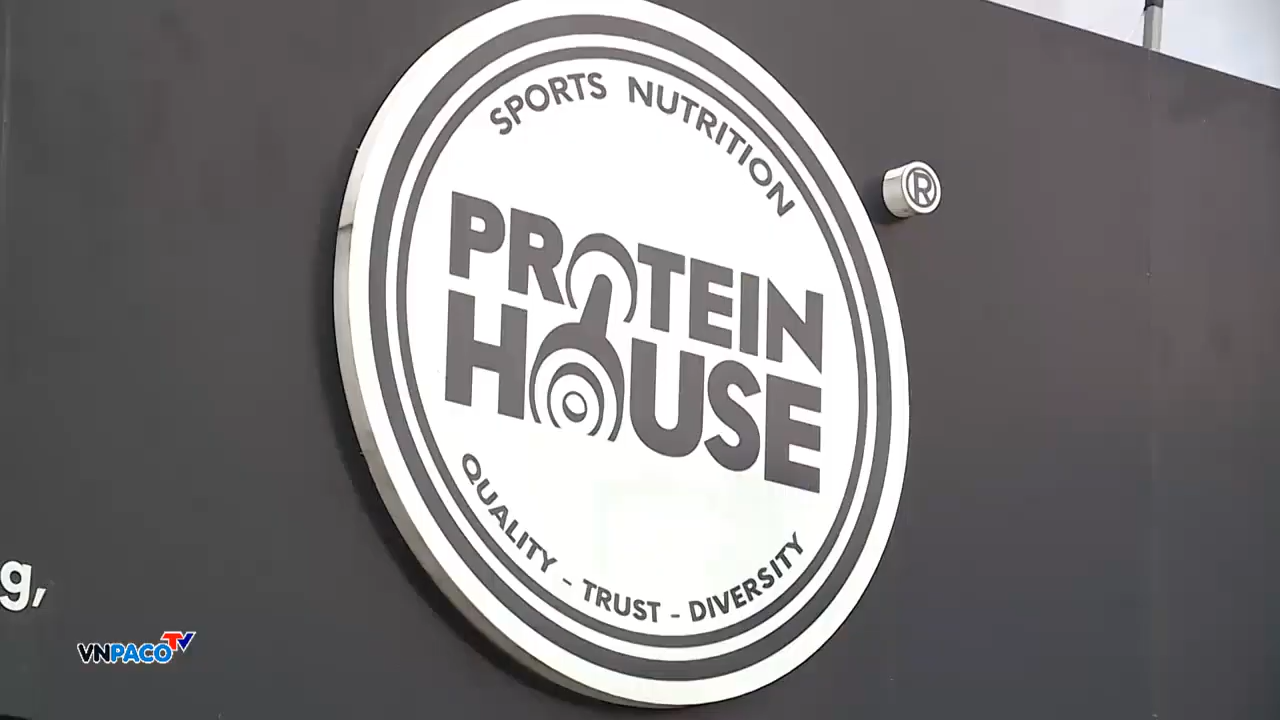 SPORTS NUTRITION
®
PROTEIN
HOUSE
QUALITY - TRUST - DIVERSITY
g,
VNPACO TV